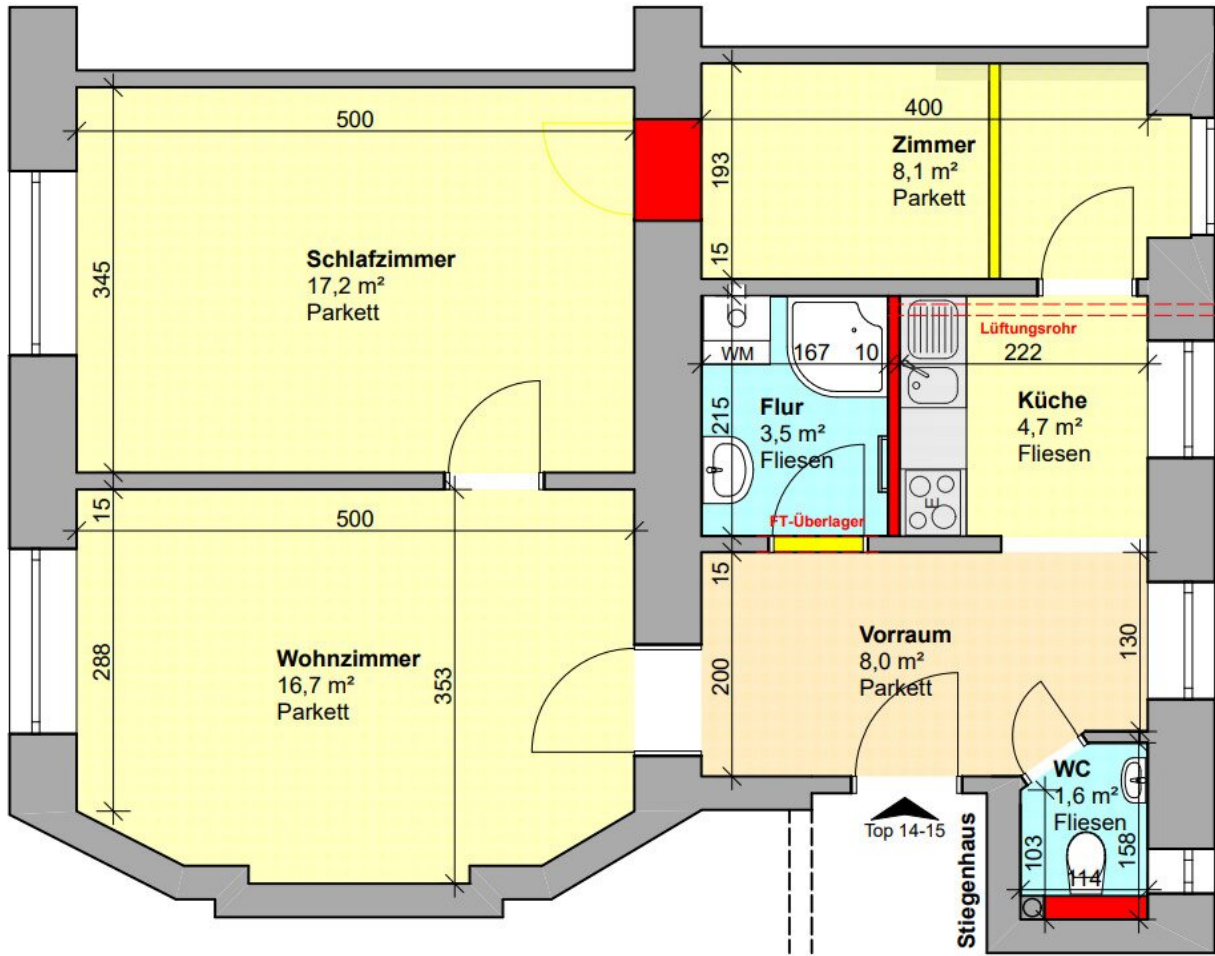 500
400
Zimmer
8,1 m²
Parkett
193
15
345
Schlafzimmer
17,2 m²
Parkett
Lüftungsrohr
WM
167
10
222
Flur
3,5 m²
Fliesen
215
Küche
4,7 m²
Fliesen
E
FT-Überlager
15
500
15
Vorraum
8,0 m²
Parkett
200
130
288
Wohnzimmer
16,7 m²
Parkett
353
WC
1,6 m²
Fliesen
103
158
114
Top 14-15
Stiegenhaus